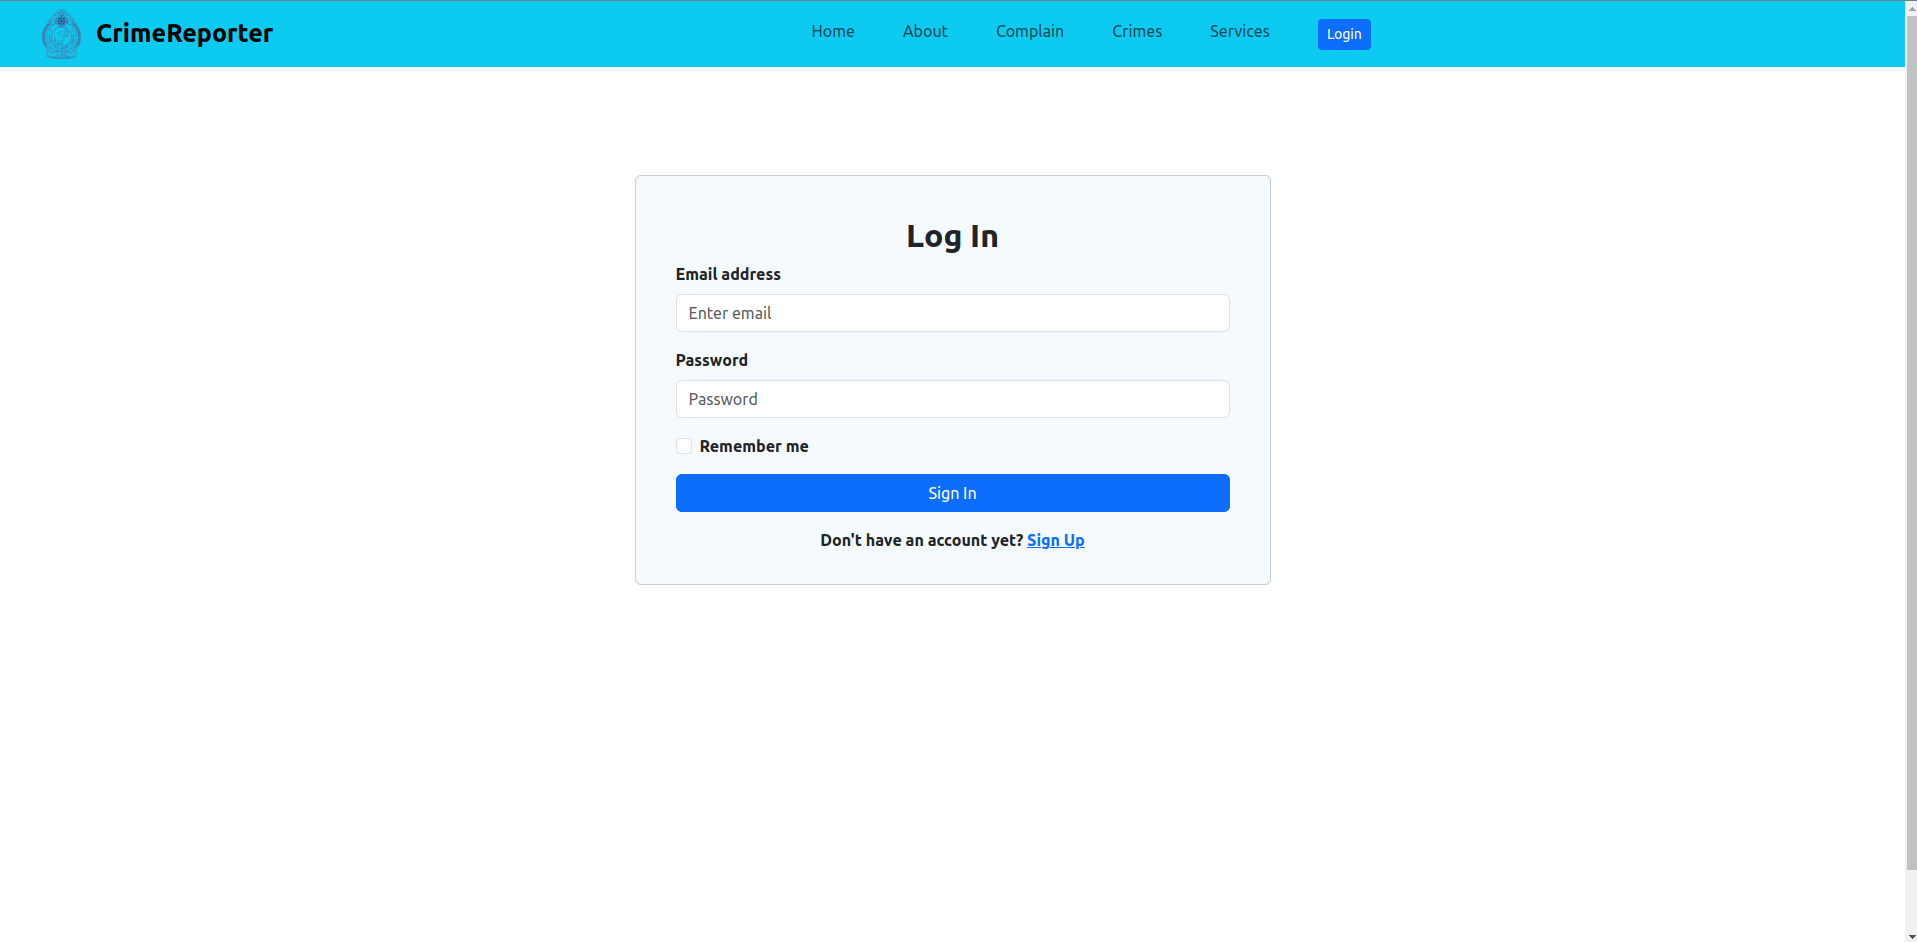 CrimeReporter
Home About Complain Crimes Services Login
Log In
Email address
Enter email
Password
Password
Remember me
Sign In
Don't have an account yet? Sign Up